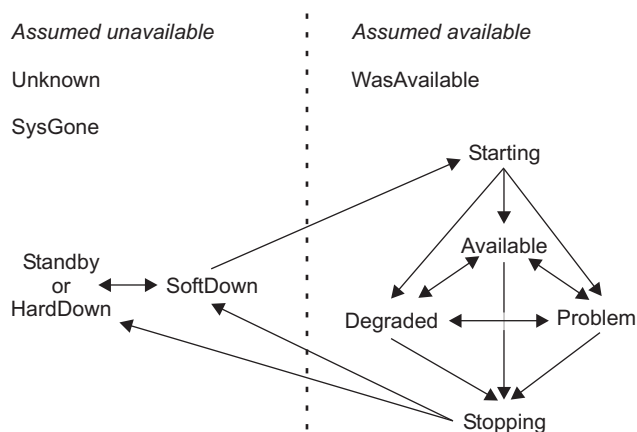 Assumed unavailable
Assumed available
Unknown
WasAvailable
SysGone
Starting
Available
Standby
or
HardDown
SoftDown
Degraded
Problem
Stopping